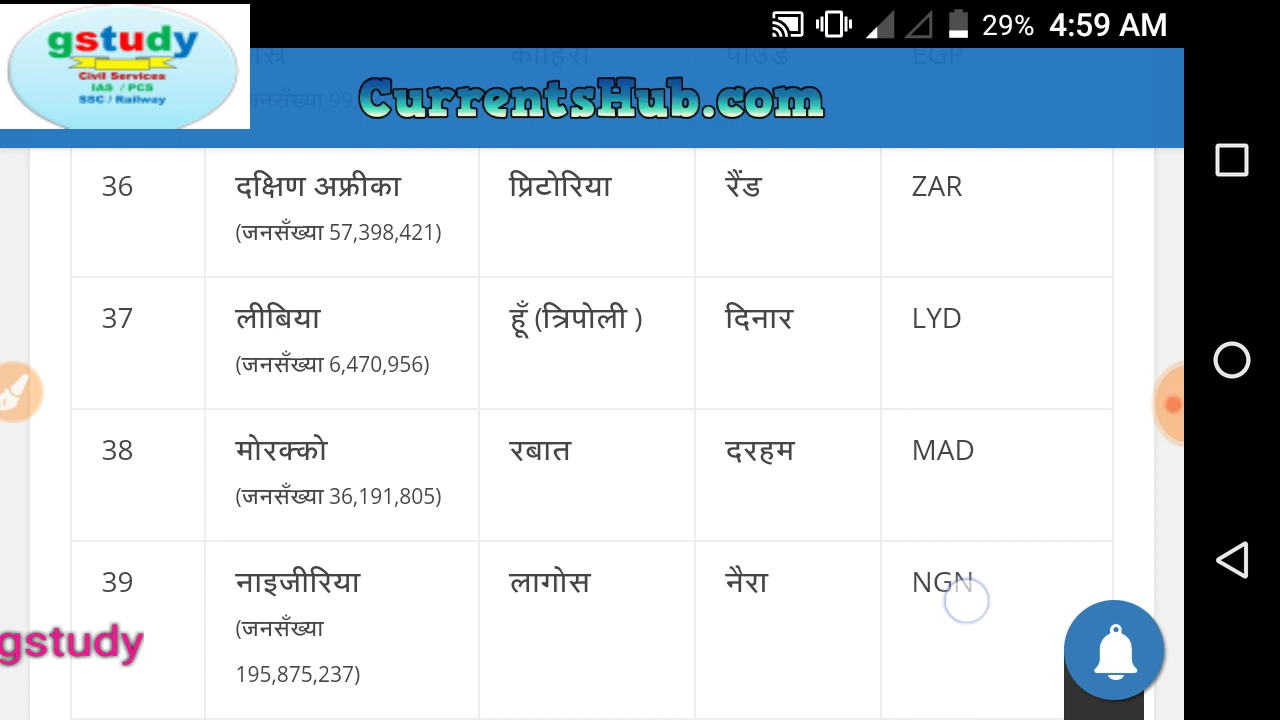 gstudy
Civil Services
IAS / PCS
SSC / Railway
29% 4:59 AM
काहिरा पाउंड EGP
CurrentsHub.com
36 दक्षिण अफ्रीका प्रिटोरिया रैंड ZAR
(जनसँख्या 57,398,421)
37 लीबिया हूँ (त्रिपोली ) दिनार LYD
(जनसँख्या 6,470,956)
38 मोरक्को रबात दरहम MAD
(जनसँख्या 36,191,805)
39 नाइजीरिया लागोस नैरा NGN
(जनसँख्या
195,875,237)
gstudy